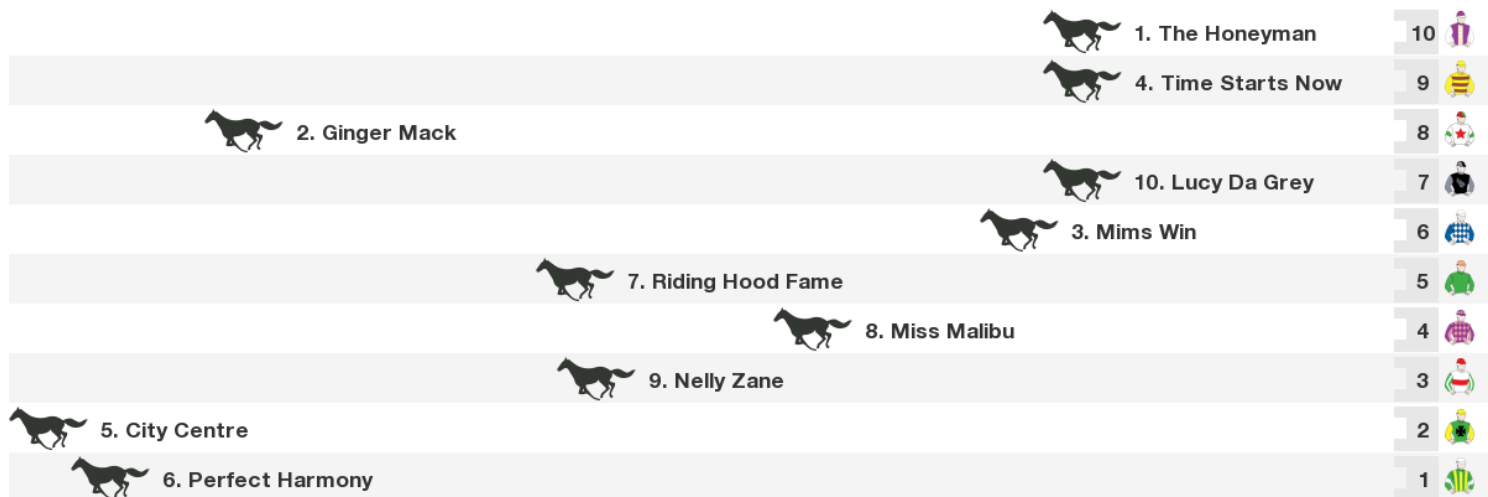 1. The Honeyman 10
4. Time Starts Now 9
2. Ginger Mack 8
10. Lucy Da Grey 7
3. Mims Win 6
7. Riding Hood Fame 5
8. Miss Malibu 4
9. Nelly Zane 3
5. City Centre 2
6. Perfect Harmony 1